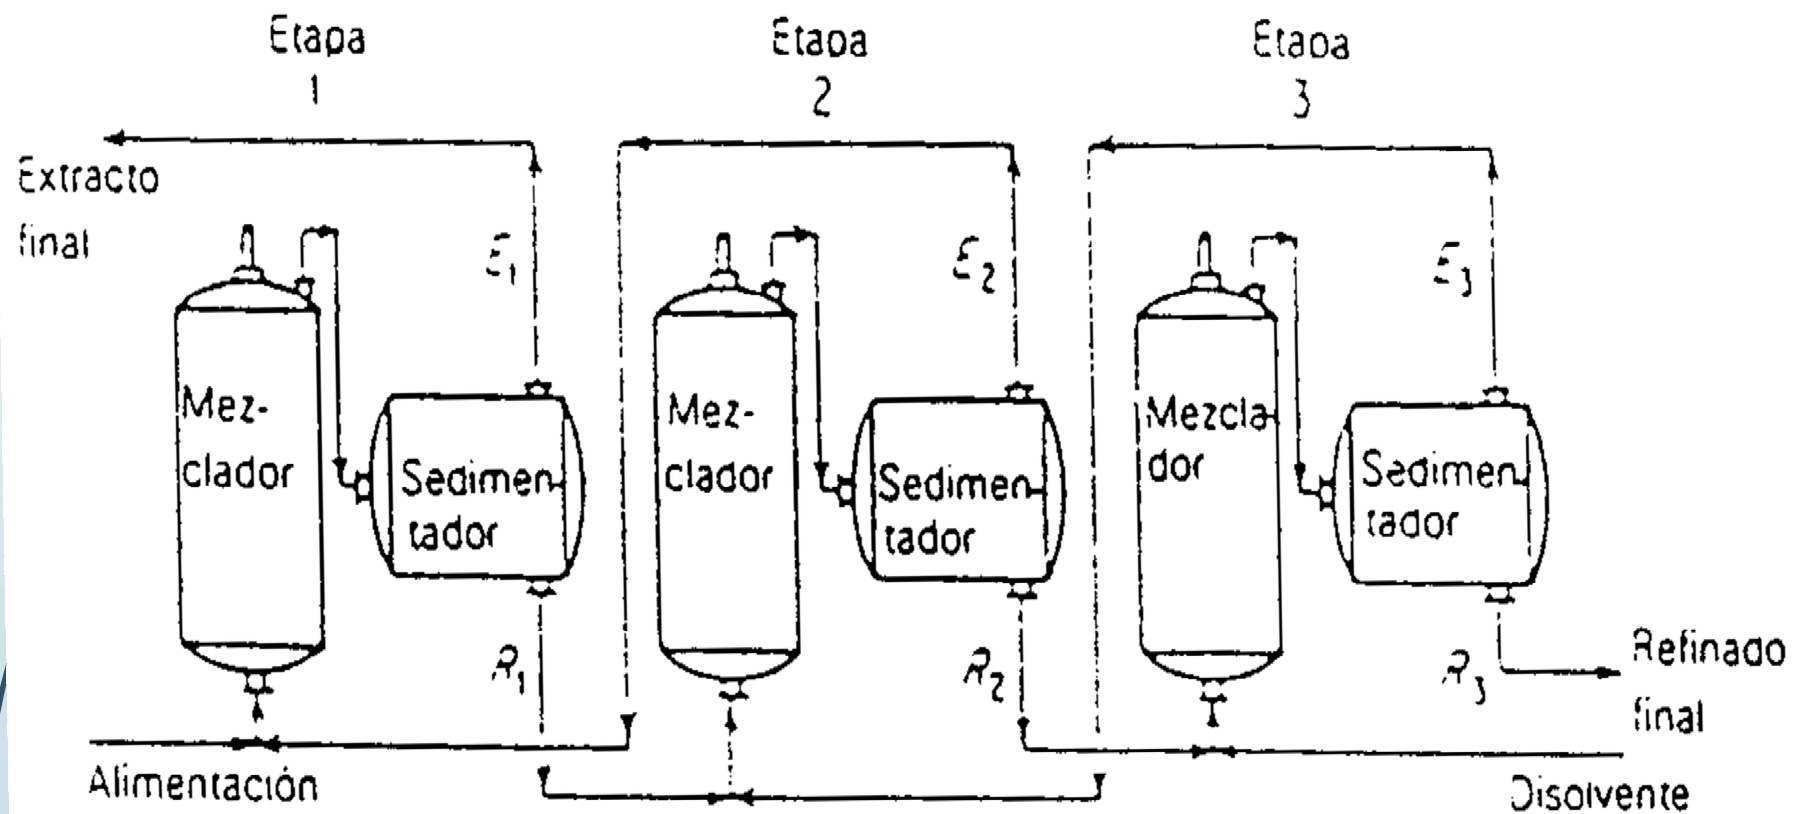 Etapa
1
Etapa
2
Etapa
3
Extracto
final
E1
E2
E3
Mez-
clador
Sedimen-
tador
Mez-
clador
Sedimen-
tador
Mezcla-
dor
Sedimen-
tador
R1
R2
R3
Refinado
final
Alimentación
Disolvente